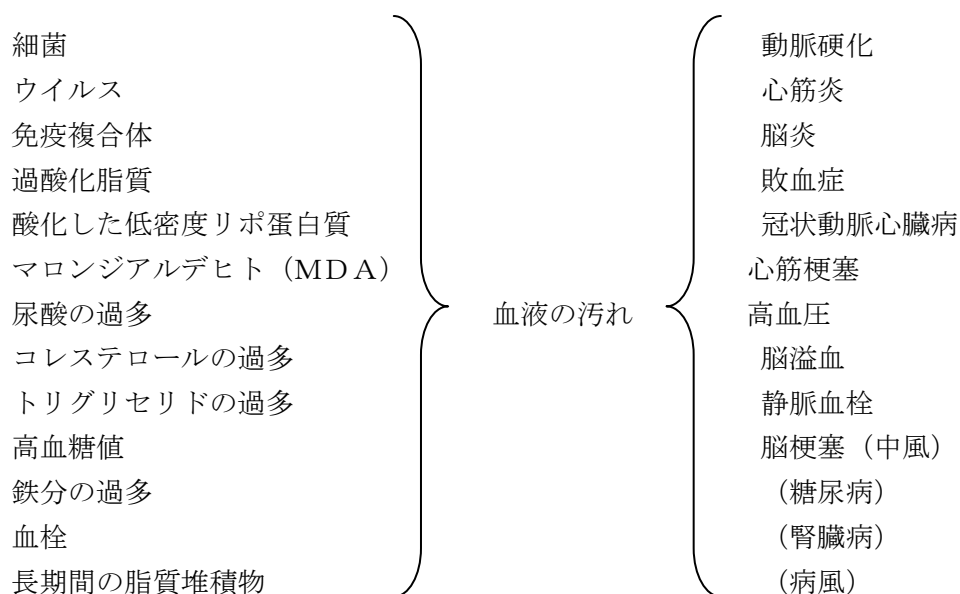 細菌
ウイルス
免疫複合体
過酸化脂質
酸化した低密度リポ蛋白質
マロンジアルデヒト（ＭＤＡ）
尿酸の過多
コレステロールの過多
トリグリセリドの過多
高血糖値
鉄分の過多
血栓
長期間の脂質堆積物
血液の汚れ
動脈硬化
心筋炎
脳炎
敗血症
冠状動脈心臓病
心筋梗塞
高血圧
脳溢血
静脈血栓
脳梗塞（中風）
（糖尿病）
（腎臓病）
（病風）